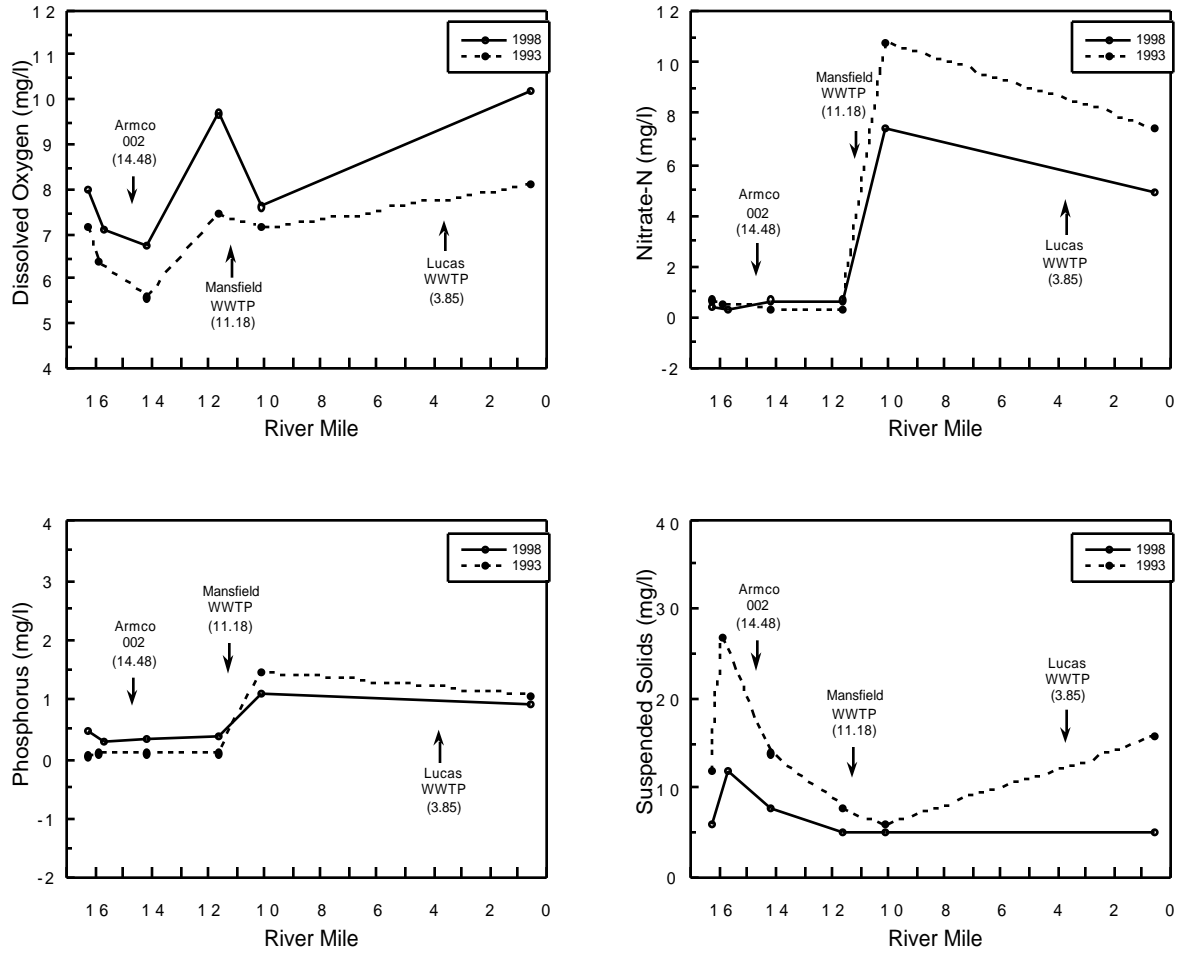 12
11
10
9
8
7
6
5
4
Dissolved Oxygen (mg/l)
1998
1993
Armco
002
(14.48)
Mansfield
WWTP
(11.18)
Lucas
WWTP
(3.85)
16 14 12 10 8 6 4 2 0
River Mile
12
10
8
6
4
2
0
-2
Nitrate-N (mg/l)
1998
1993
Mansfield
WWTP
(11.18)
Armco
002
(14.48)
Lucas
WWTP
(3.85)
16 14 12 10 8 6 4 2 0
River Mile
4
3
2
1
0
-1
-2
Phosphorus (mg/l)
1998
1993
Mansfield
WWTP
(11.18)
Armco
002
(14.48)
Lucas
WWTP
(3.85)
16 14 12 10 8 6 4 2 0
River Mile
40
30
20
10
0
Suspended Solids (mg/l)
1998
1993
Armco
002
(14.48)
Lucas
WWTP
(3.85)
Mansfield
WWTP
(11.18)
16 14 12 10 8 6 4 2 0
River Mile